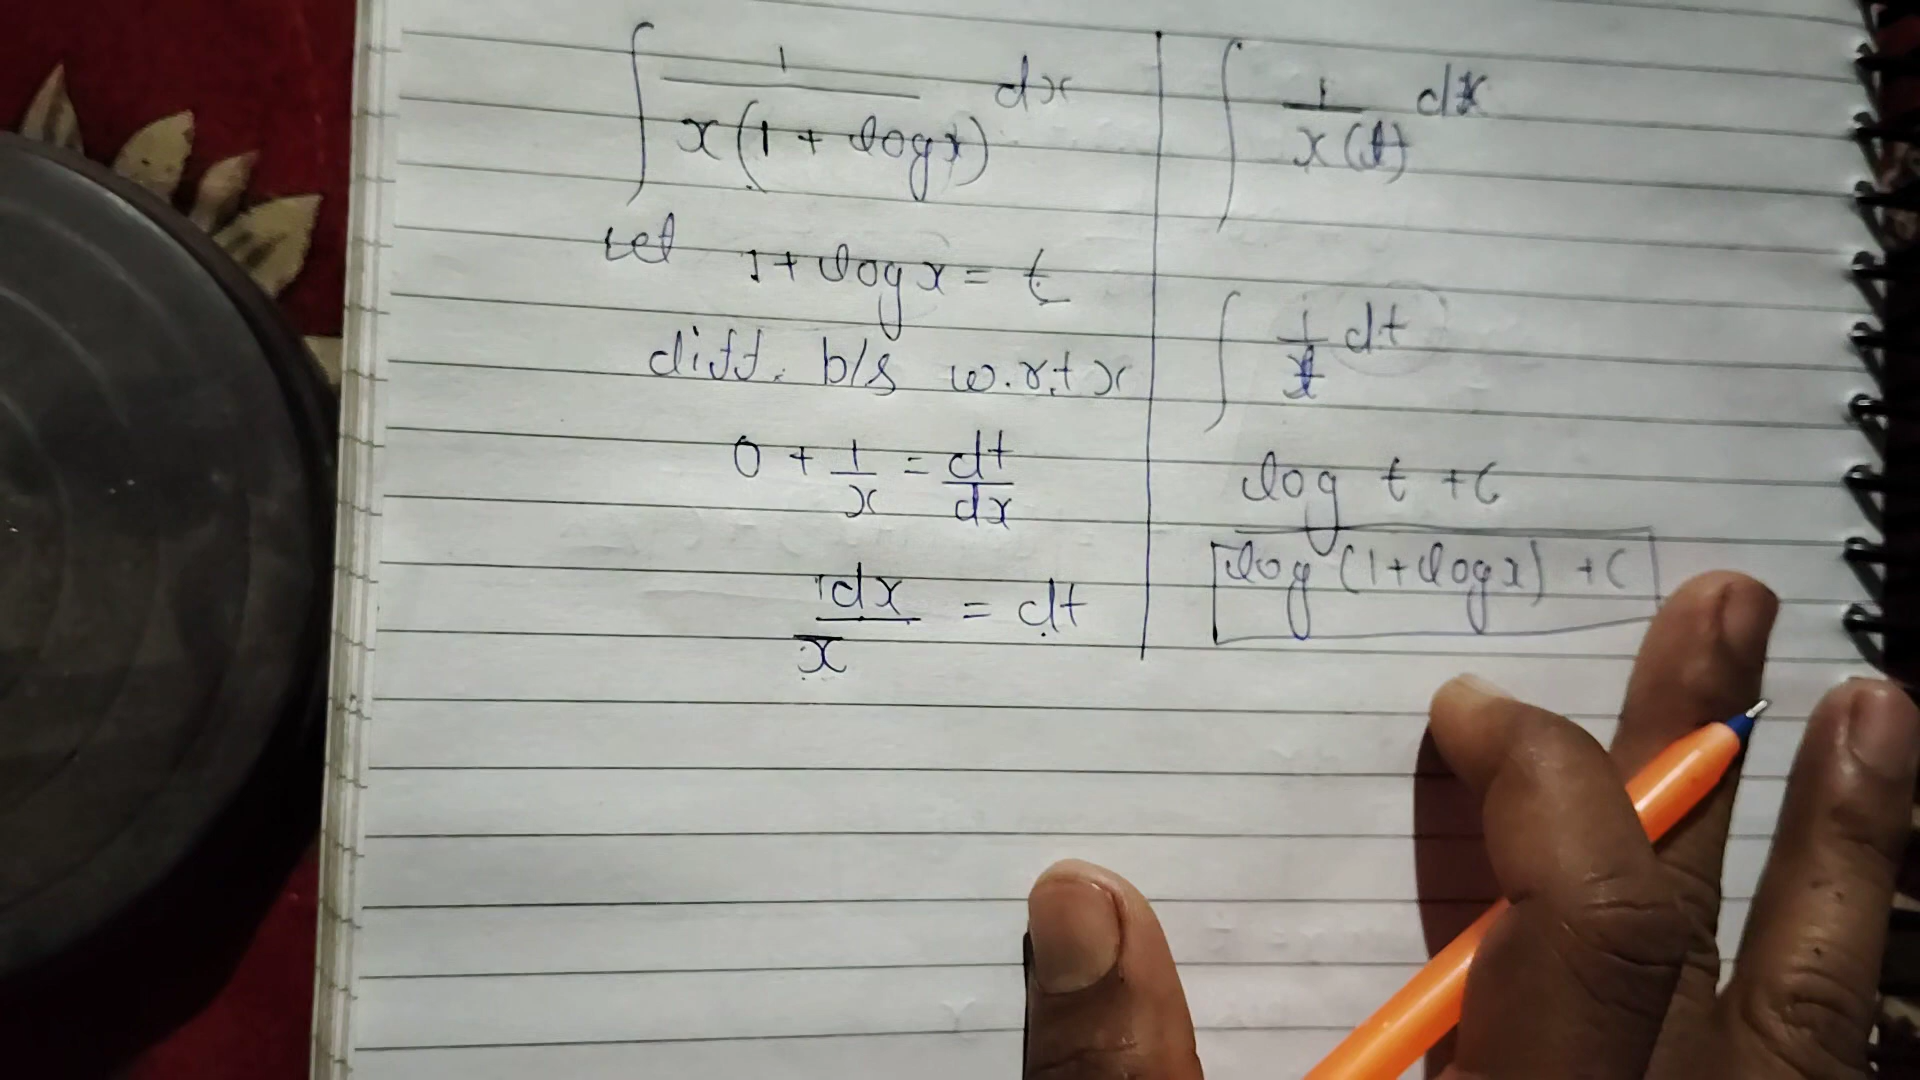 ∫ 1/x(1 + log x) dx
Let 1 + log x = t
diff. b/s w.r.t x
0 + 1/x = dt/dx
1dx/x = dt
∫ 1/x(t) dx
∫ 1/t dt
log t + c
log (1 + log x) + c